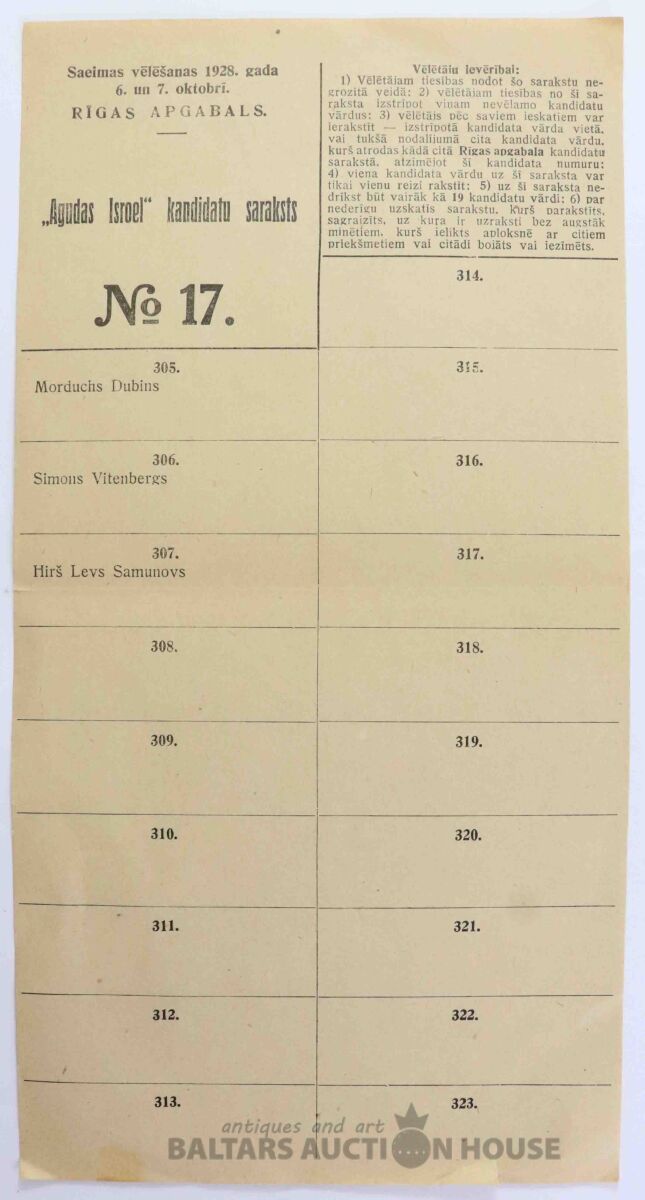 Saeimas vēlēšanas 1928. gada
6. un 7. oktobrī.
RĪGAS APGABALS.
„Agudas Isroel“ kandidatu saraksts
№ 17.
Vēlētāju ievērībai:
1) Vēlētājam tiesības nodot šo sarakstu ne-
grozītā veidā; 2) vēlētājam tiesības no šī sa-
raksta izstrīpot viņam nevēlamo kandidatu
vārdus; 3) vēlētājs pēc saviem ieskatiem var
ierakstīt — izstrīpotā kandidata vārda vietā,
vai tukšā nodalījumā cita kandidata vārdu,
kurš atrodas kādā citā Rīgas apgabala kandidatu
sarakstā, atzīmējot šī kandidata numuru;
4) viena kandidata vārdu uz šī saraksta var
tikai vienu reizi rakstīt; 5) uz šī saraksta ne-
drīkst būt vairāk kā 19 kandidatu vārdi; 6) par
nederīgu uzskatīs sarakstu, kurš parakstīts,
sagraizīts, uz kura ir uzraksti bez augstāk
minētiem, kurš ielikts aploksnē ar citiem
priekšmetiem vai citādi bojāts vai iezīmēts.
305.
Morduchs Dubins
306.
Simons Vitenbergs
307.
Hirš Levs Samunovs
308.
309.
310.
311.
312.
313.
314.
315.
316.
317.
318.
319.
320.
321.
322.
323.
antiques and art
BALTARS AUCTION HOUSE